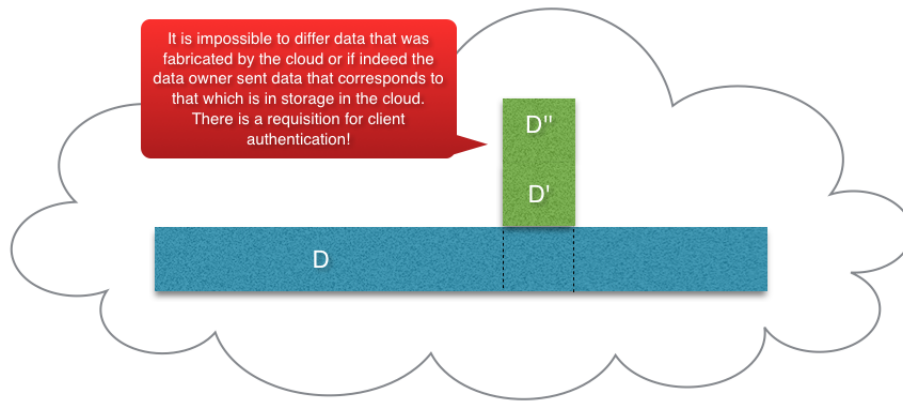 It is impossible to differ data that was
fabricated by the cloud or if indeed the
data owner sent data that corresponds to
that which is in storage in the cloud.
There is a requisition for client
authentication!
D"
D'
D